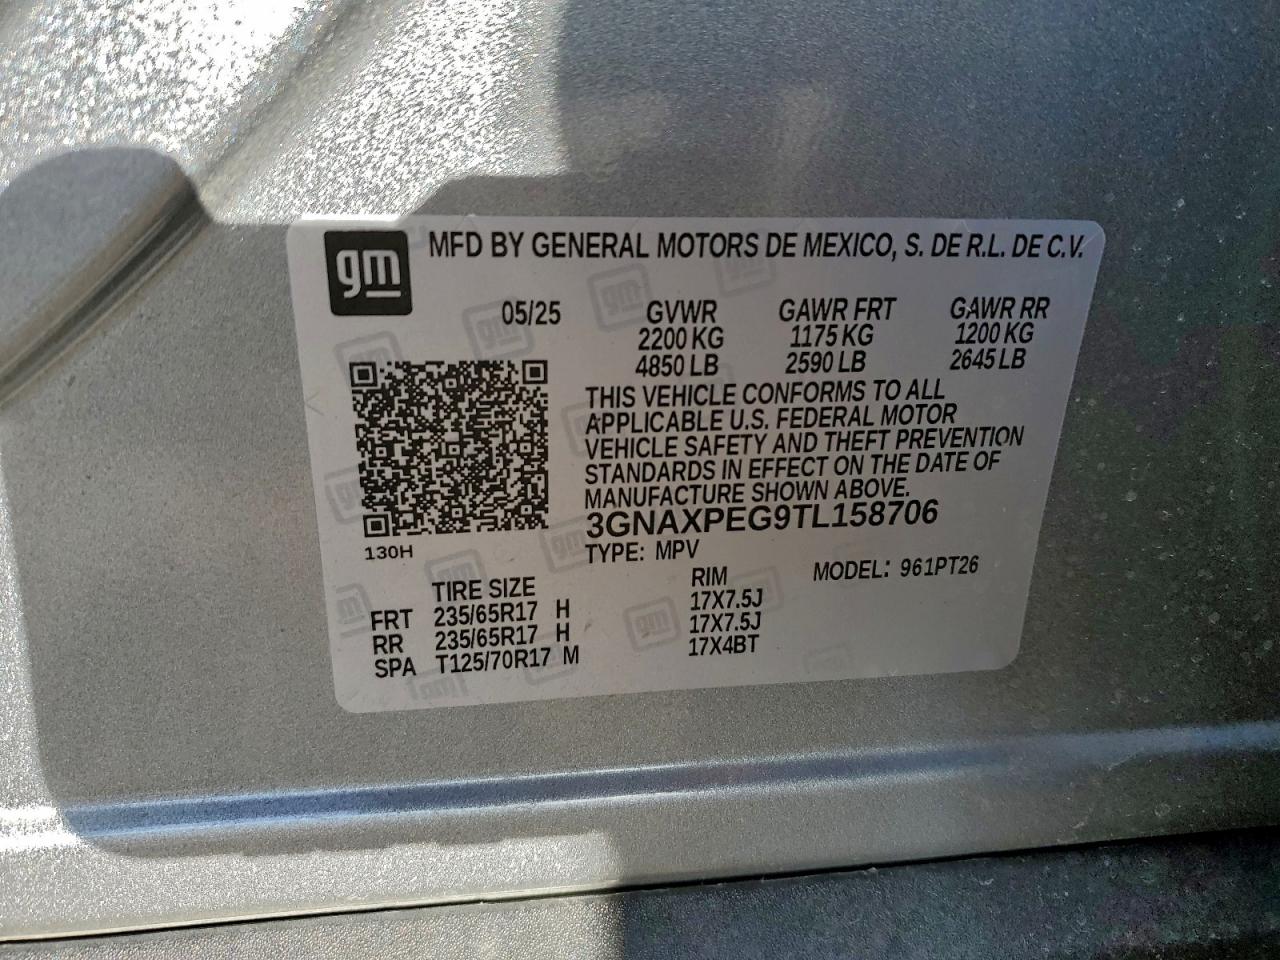 gm MFD BY GENERAL MOTORS DE MEXICO, S. DE R.L. DE C.V.
05/25 GVWR GAWR FRT GAWR RR
2200 KG 1175 KG 1200 KG
4850 LB 2590 LB 2645 LB
THIS VEHICLE CONFORMS TO ALL
APPLICABLE U.S. FEDERAL MOTOR
VEHICLE SAFETY AND THEFT PREVENTION
STANDARDS IN EFFECT ON THE DATE OF
MANUFACTURE SHOWN ABOVE.
3GNAXPEG9TL158706
130H TYPE: MPV MODEL: 961PT26
TIRE SIZE RIM
FRT 235/65R17 H 17X7.5J
RR 235/65R17 H 17X7.5J
SPA T125/70R17 M 17X4BT